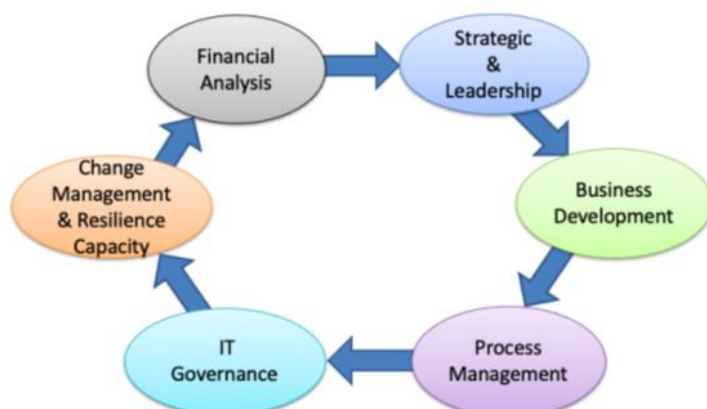 Financial
Analysis
Strategic
&
Leadership
Business
Development
Process
Management
IT
Governance
Change
Management
& Resilience
Capacity